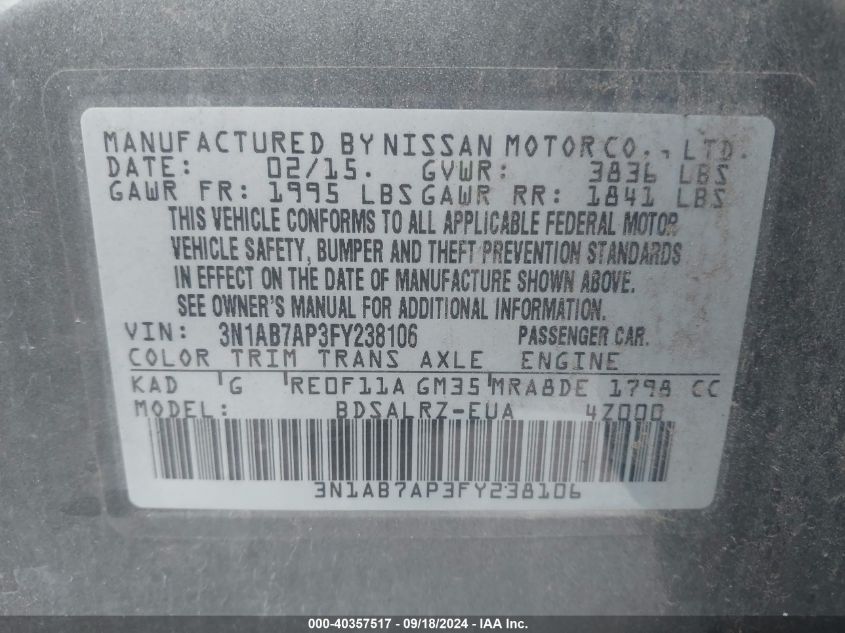 MANUFACTURED BY NISSAN MOTOR CO., LTD.
DATE: 02/15. GVWR: 3836 LBS
GAWR FR: 1995 LBS GAWR RR: 1841 LBS
THIS VEHICLE CONFORMS TO ALL APPLICABLE FEDERAL MOTOR
VEHICLE SAFETY, BUMPER AND THEFT PREVENTION STANDARDS
IN EFFECT ON THE DATE OF MANUFACTURE SHOWN ABOVE.
SEE OWNER'S MANUAL FOR ADDITIONAL INFORMATION.
VIN: 3N1AB7AP3FY238106 PASSENGER CAR.
COLOR TRIM TRANS AXLE ENGINE
KAD G RE0F11A GM35 MRA8DE 1798 CC
MODEL: BDSALRZ-EUA 4Z000
3N1AB7AP3FY238106
000-40357517 - 09/18/2024 - IAA Inc.